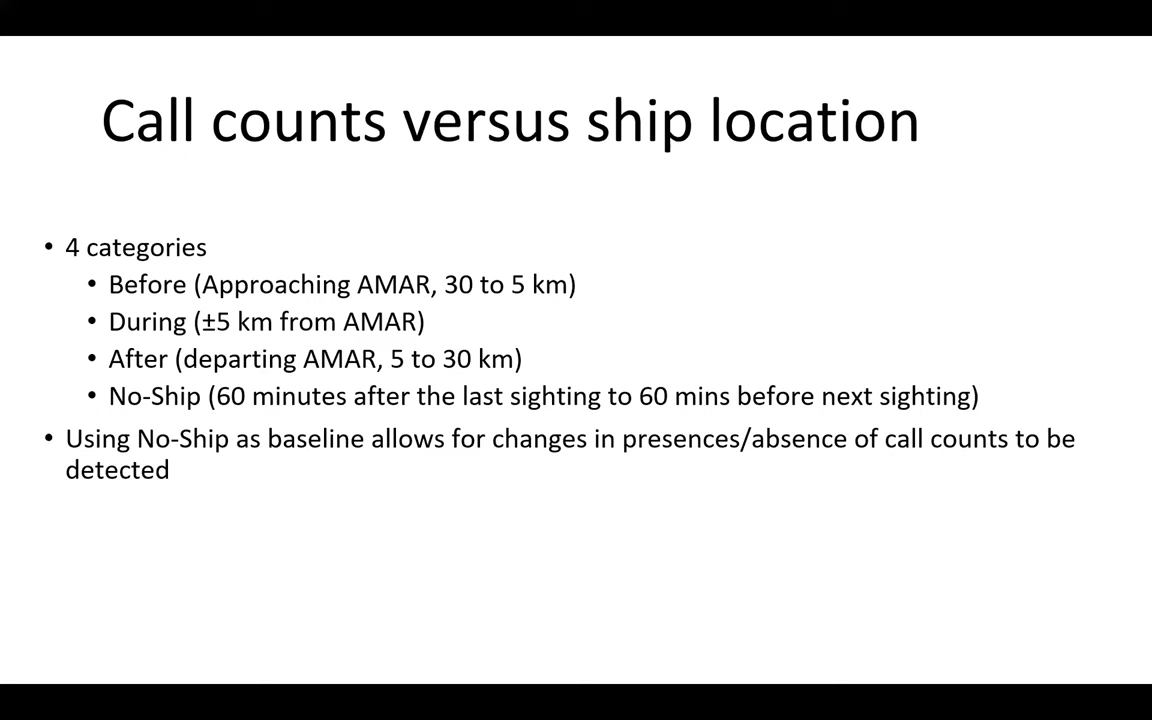 Call counts versus ship location
• 4 categories
• Before (Approaching AMAR, 30 to 5 km)
• During (±5 km from AMAR)
• After (departing AMAR, 5 to 30 km)
• No-Ship (60 minutes after the last sighting to 60 mins before next sighting)
• Using No-Ship as baseline allows for changes in presences/absence of call counts to be
detected